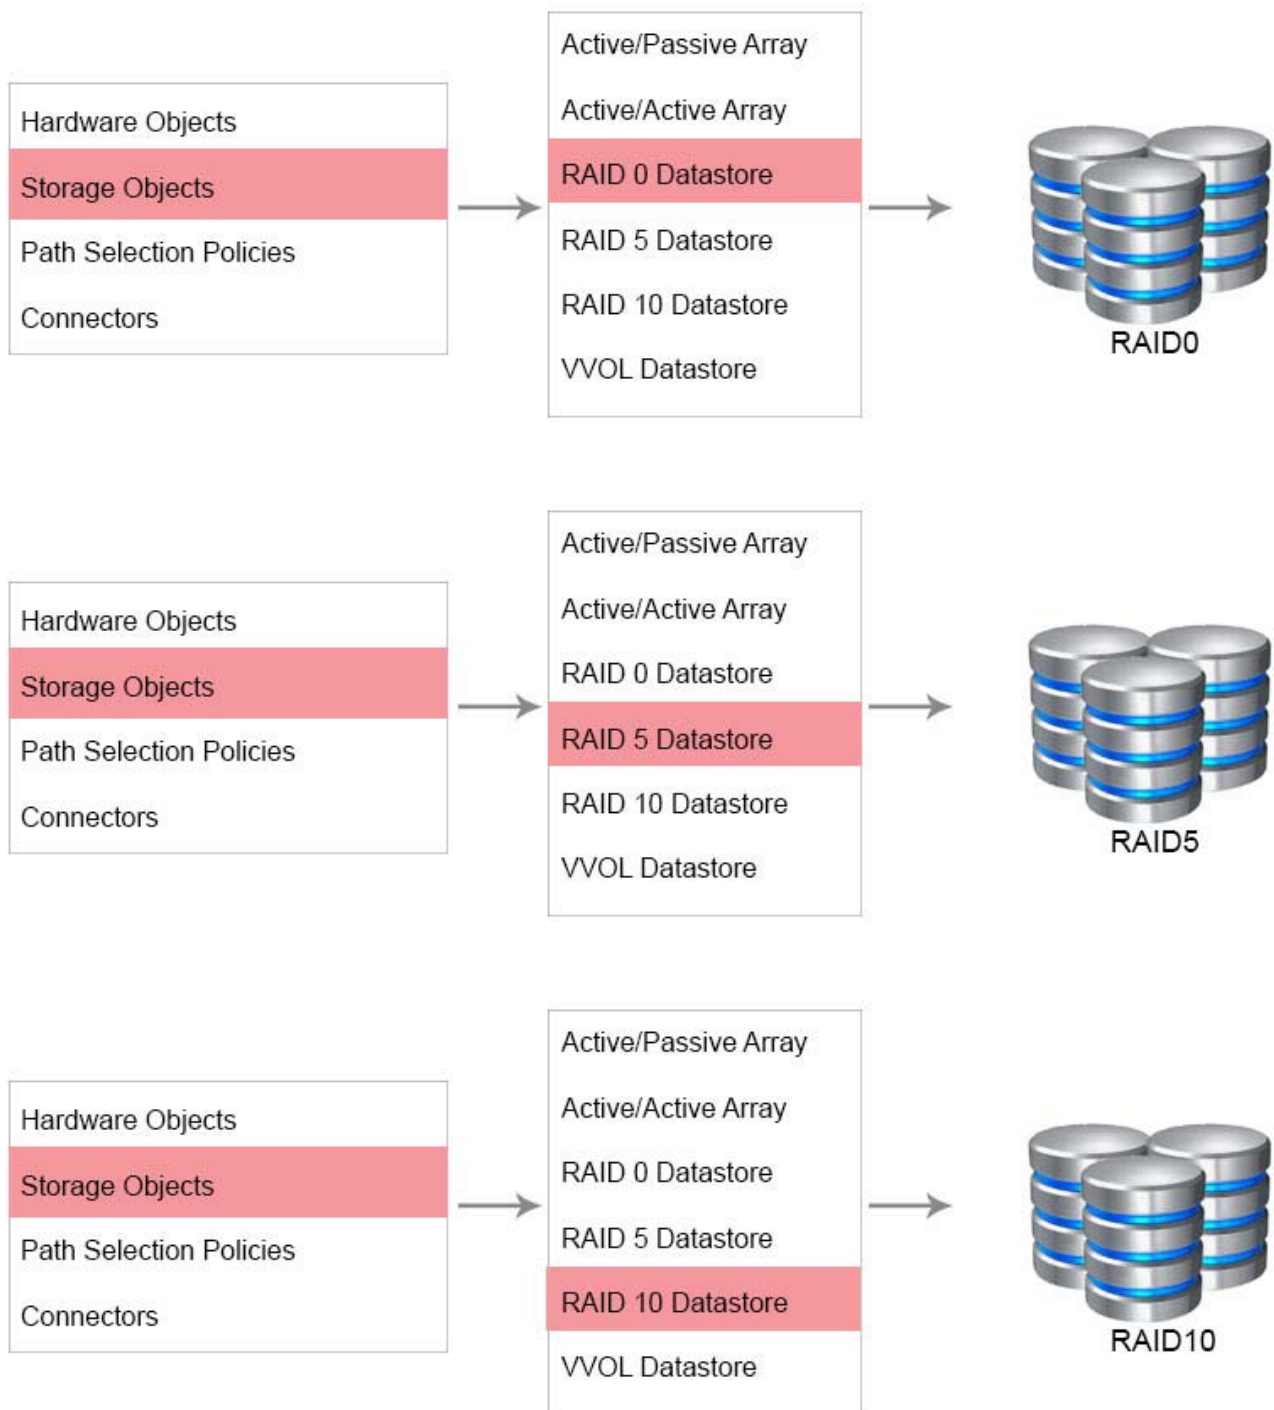 Hardware Objects
Storage Objects
Path Selection Policies
Connectors
Active/Passive Array
Active/Active Array
RAID 0 Datastore
RAID 5 Datastore
RAID 10 Datastore
VVOL Datastore
RAID0
Hardware Objects
Storage Objects
Path Selection Policies
Connectors
Active/Passive Array
Active/Active Array
RAID 0 Datastore
RAID 5 Datastore
RAID 10 Datastore
VVOL Datastore
RAID5
Hardware Objects
Storage Objects
Path Selection Policies
Connectors
Active/Passive Array
Active/Active Array
RAID 0 Datastore
RAID 5 Datastore
RAID 10 Datastore
VVOL Datastore
RAID10